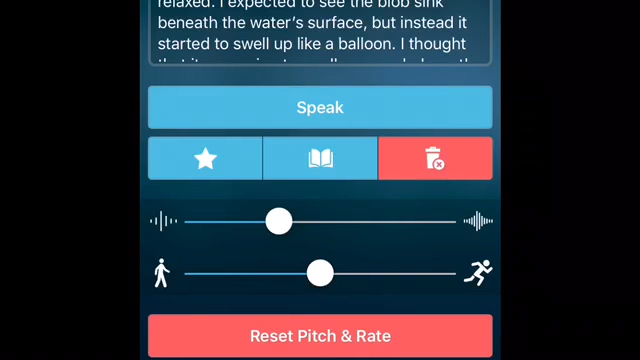 relaxed. I expected to see the blob sink
beneath the water's surface, but instead it
started to swell up like a balloon. I thought
Speak
Reset Pitch & Rate